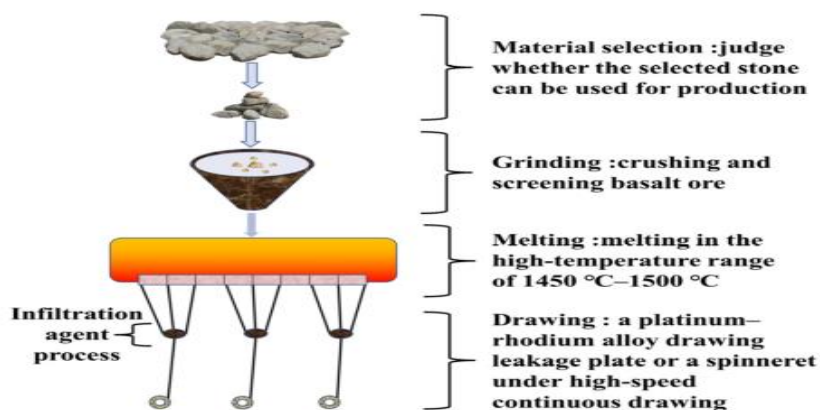 Material selection :judge
whether the selected stone
can be used for production
Grinding :crushing and
screening basalt ore
Melting :melting in the
high-temperature range
of 1450 °C–1500 °C
Infiltration
agent
process
Drawing : a platinum–
rhodium alloy drawing
leakage plate or a spinneret
under high-speed
continuous drawing